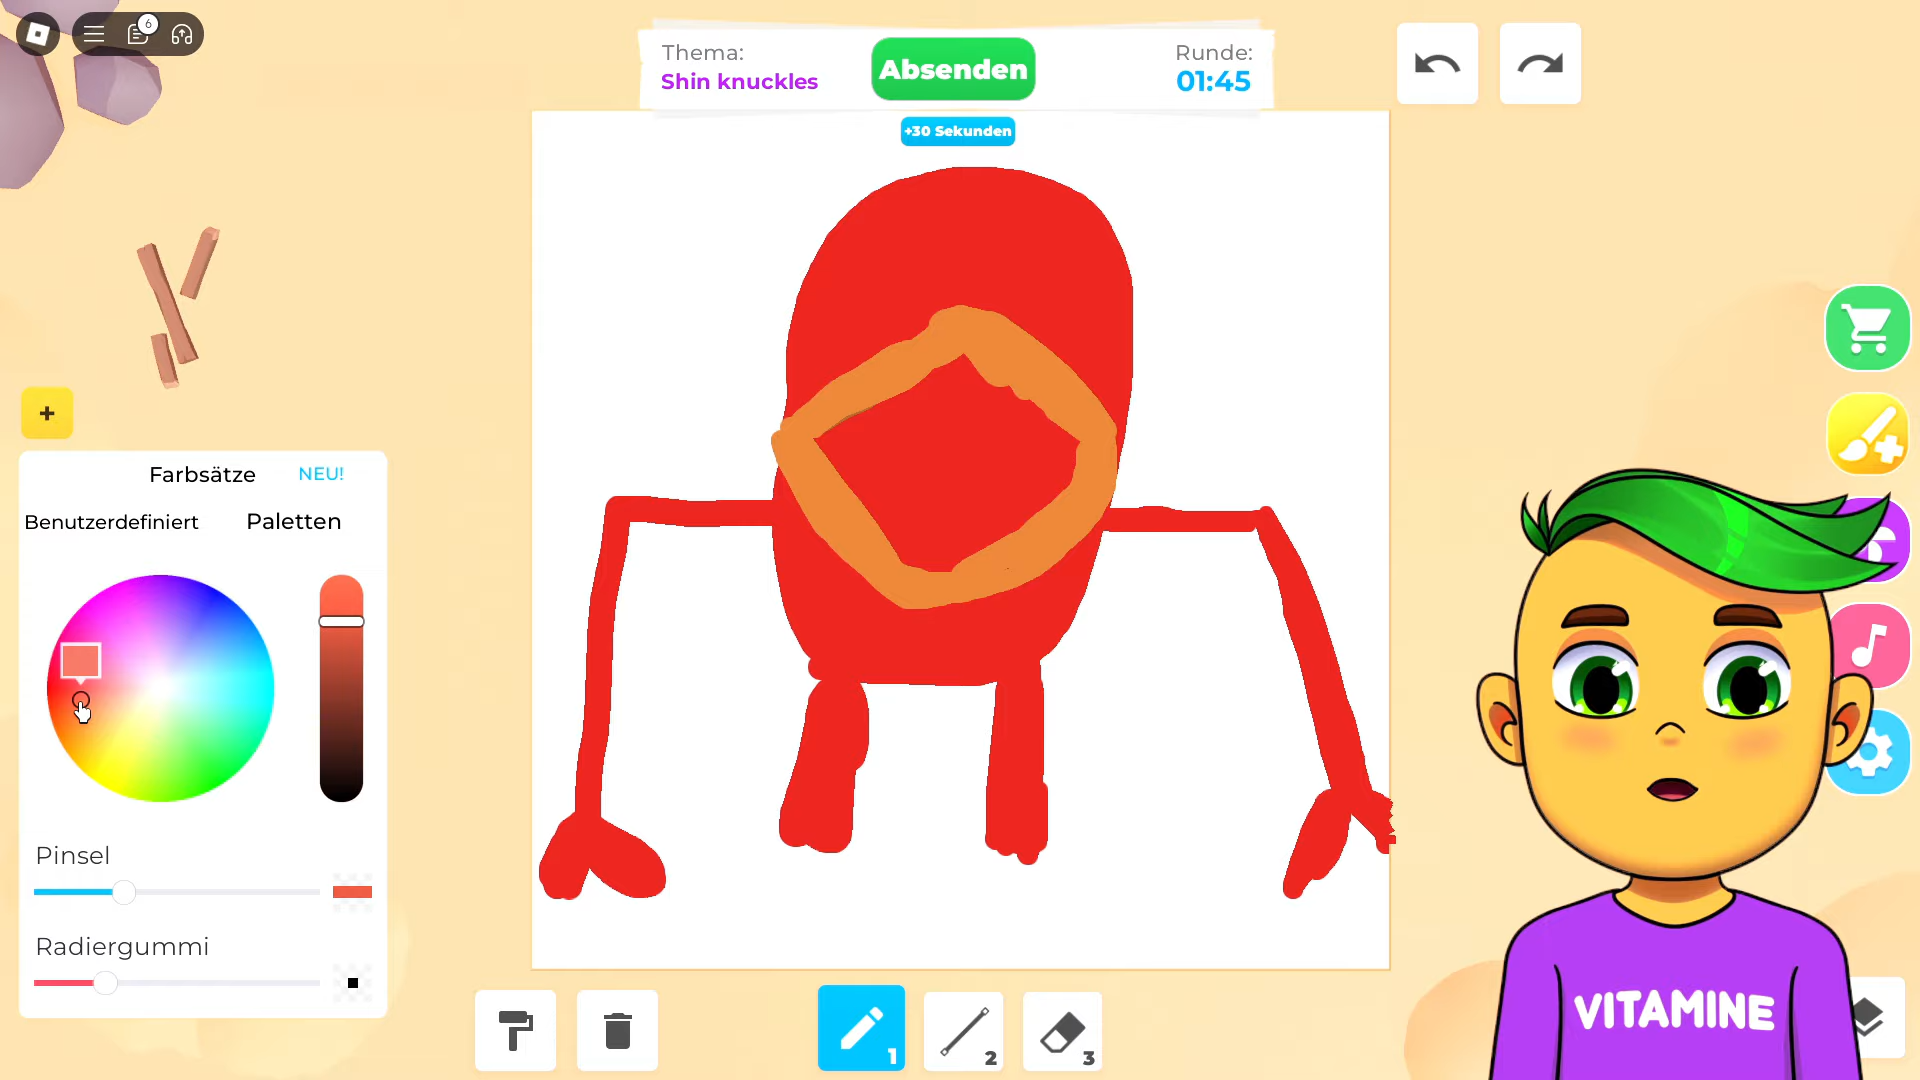 6
Thema:
Shin knuckles
Absenden
Runde:
01:45
+30 Sekunden
+
Farbsätze NEU!
Benutzerdefiniert Paletten
Pinsel
Radiergummi
1
2
3
VITAMINE